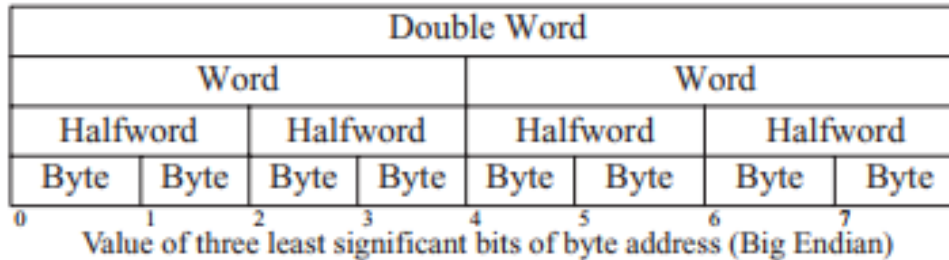 Double Word
Word Word
Halfword Halfword Halfword Halfword
Byte Byte Byte Byte Byte Byte Byte Byte
0 1 2 3 4 5 6 7
Value of three least significant bits of byte address (Big Endian)